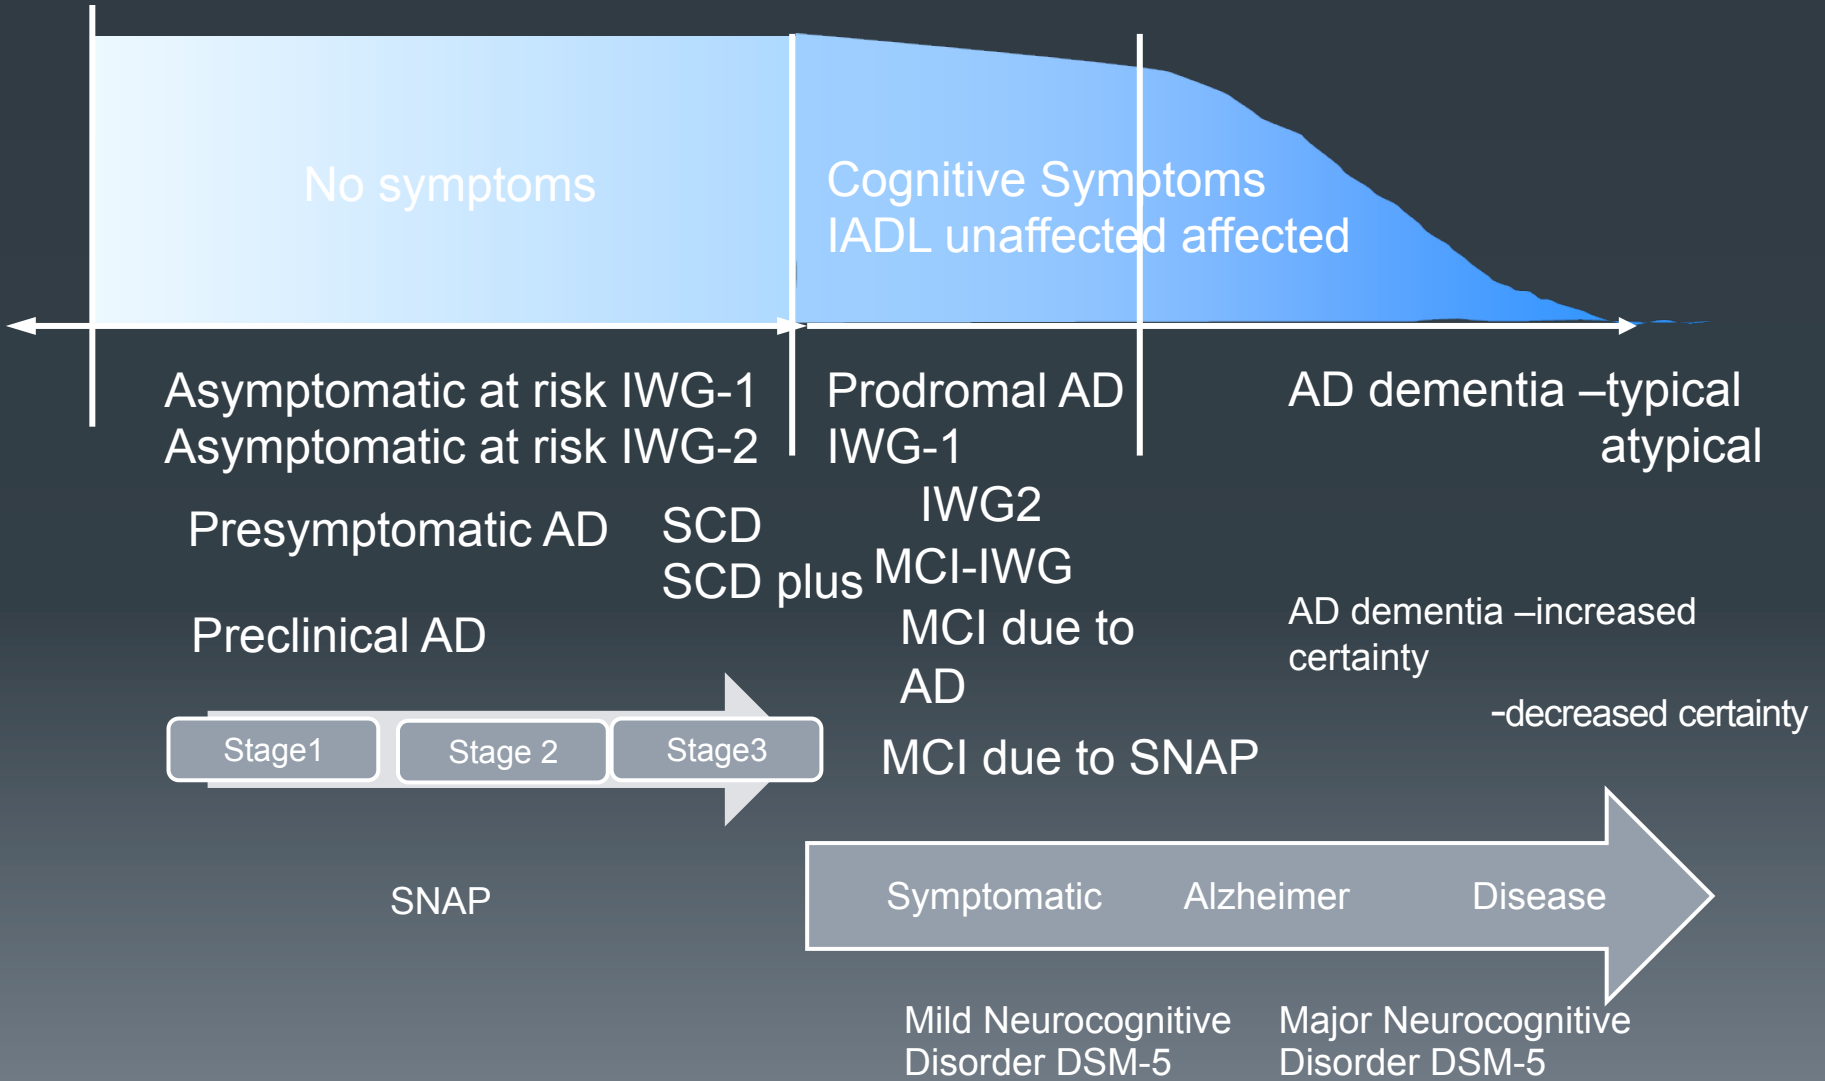 No symptoms
Cognitive Symptoms
IADL unaffected affected
Asymptomatic at risk IWG-1
Asymptomatic at risk IWG-2
Prodromal AD
IWG-1
IWG2
AD dementia –typical
atypical
Presymptomatic AD
SCD
SCD plus
MCI-IWG
Preclinical AD
MCI due to
AD
AD dementia –increased
certainty
-decreased certainty
Stage1
Stage 2
Stage3
MCI due to SNAP
SNAP
Symptomatic Alzheimer Disease
Mild Neurocognitive
Disorder DSM-5
Major Neurocognitive
Disorder DSM-5